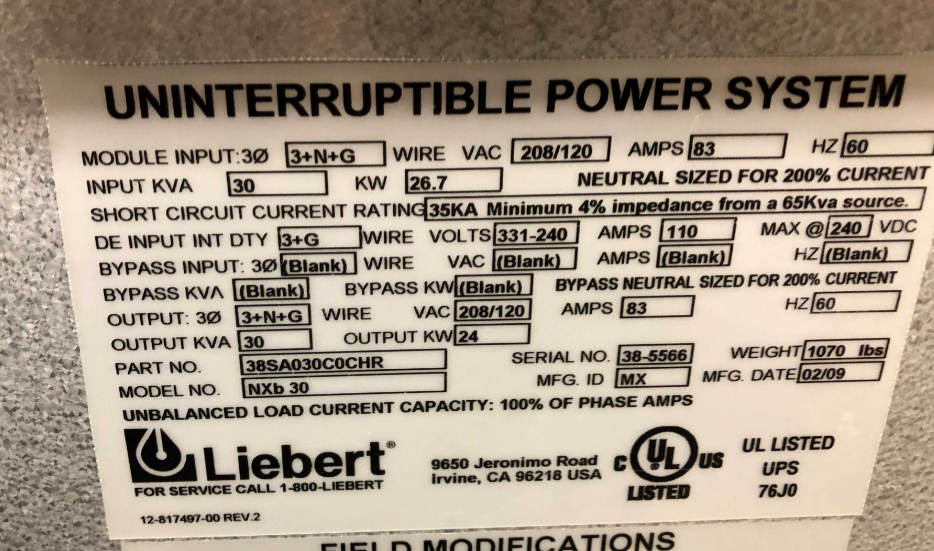 UNINTERRUPTIBLE POWER SYSTEM
MODULE INPUT:3Ø 3+N+G WIRE VAC 208/120 AMPS 83 HZ 60
INPUT KVA 30 KW 26.7 NEUTRAL SIZED FOR 200% CURRENT
SHORT CIRCUIT CURRENT RATING 35KA Minimum 4% impedance from a 65Kva source.
DE INPUT INT DTY 3+G WIRE VOLTS 331-240 AMPS 110 MAX @ 240 VDC
BYPASS INPUT: 3Ø (Blank) WIRE VAC (Blank) AMPS (Blank) HZ (Blank)
BYPASS KVA (Blank) BYPASS KW (Blank) BYPASS NEUTRAL SIZED FOR 200% CURRENT
OUTPUT: 3Ø 3+N+G WIRE VAC 208/120 AMPS 83 HZ 60
OUTPUT KVA 30 OUTPUT KW 24
PART NO. 38SA030C0CHR SERIAL NO. 38-5566 WEIGHT 1070 lbs
MODEL NO. NXb 30 MFG. ID MX MFG. DATE 02/09
UNBALANCED LOAD CURRENT CAPACITY: 100% OF PHASE AMPS
Liebert®
FOR SERVICE CALL 1-800-LIEBERT
9650 Jeronimo Road
Irvine, CA 96218 USA
C UL US
LISTED
UL LISTED
UPS
76J0
12-817497-00 REV.2
FIELD MODIFICATIONS